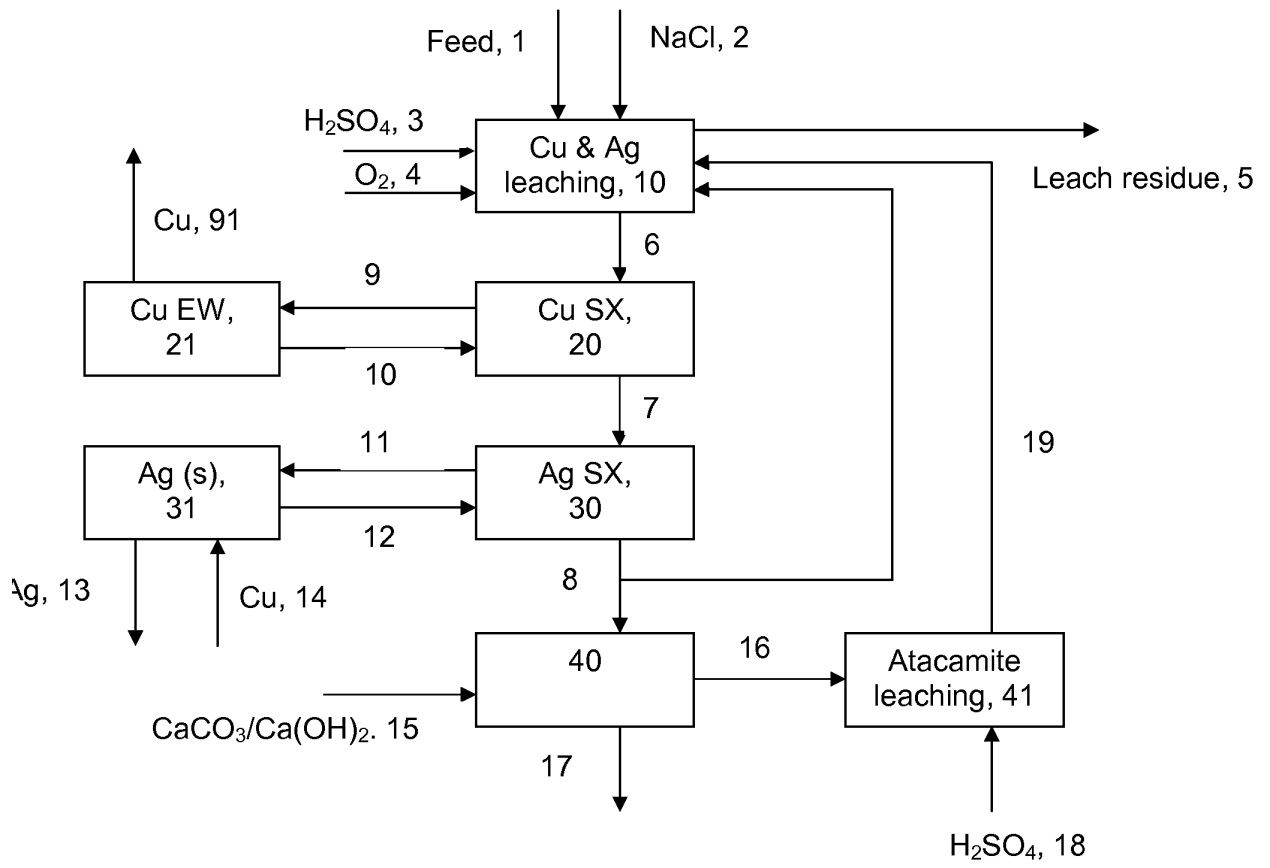 Feed, 1
NaCl, 2
H₂SO₄, 3
O₂, 4
Cu & Ag
leaching, 10
Leach residue, 5
Cu, 91
6
9
Cu EW,
21
Cu SX,
20
10
7
11
19
Ag (s),
31
Ag SX,
30
12
8
Ag, 13
Cu, 14
40
16
Atacamite
leaching, 41
CaCO₃/Ca(OH)₂. 15
17
H₂SO₄, 18